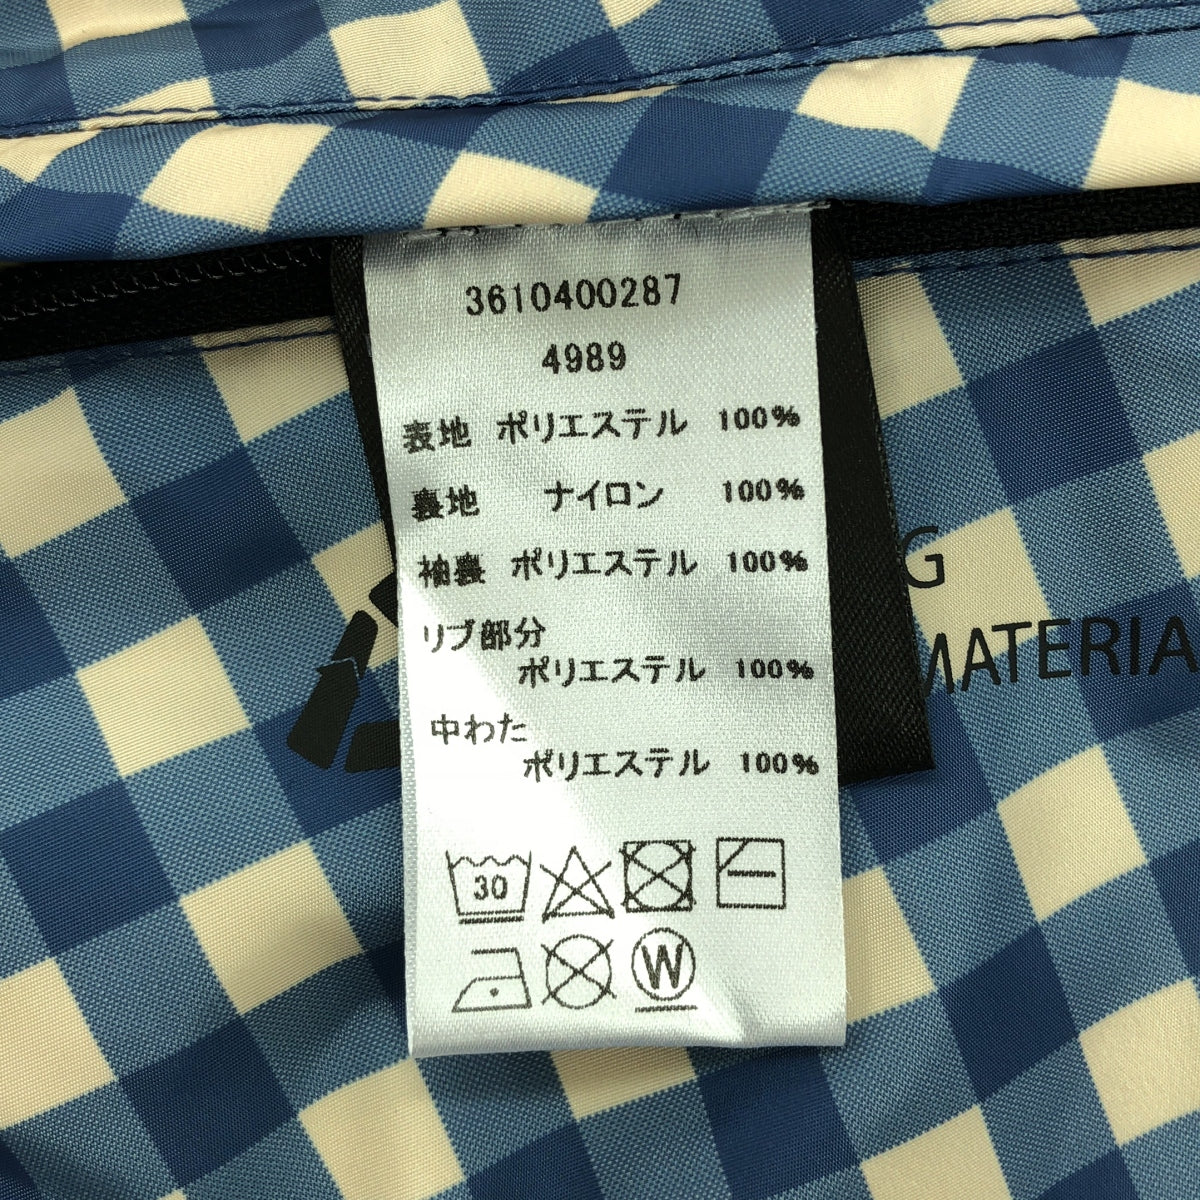 3610400287
4989
表地 ポリエステル 100%
裏地 ナイロン 100%
袖裏 ポリエステル 100%
リブ部分
ポリエステル 100%
中わた
ポリエステル 100%
30
W
G
MATERIA